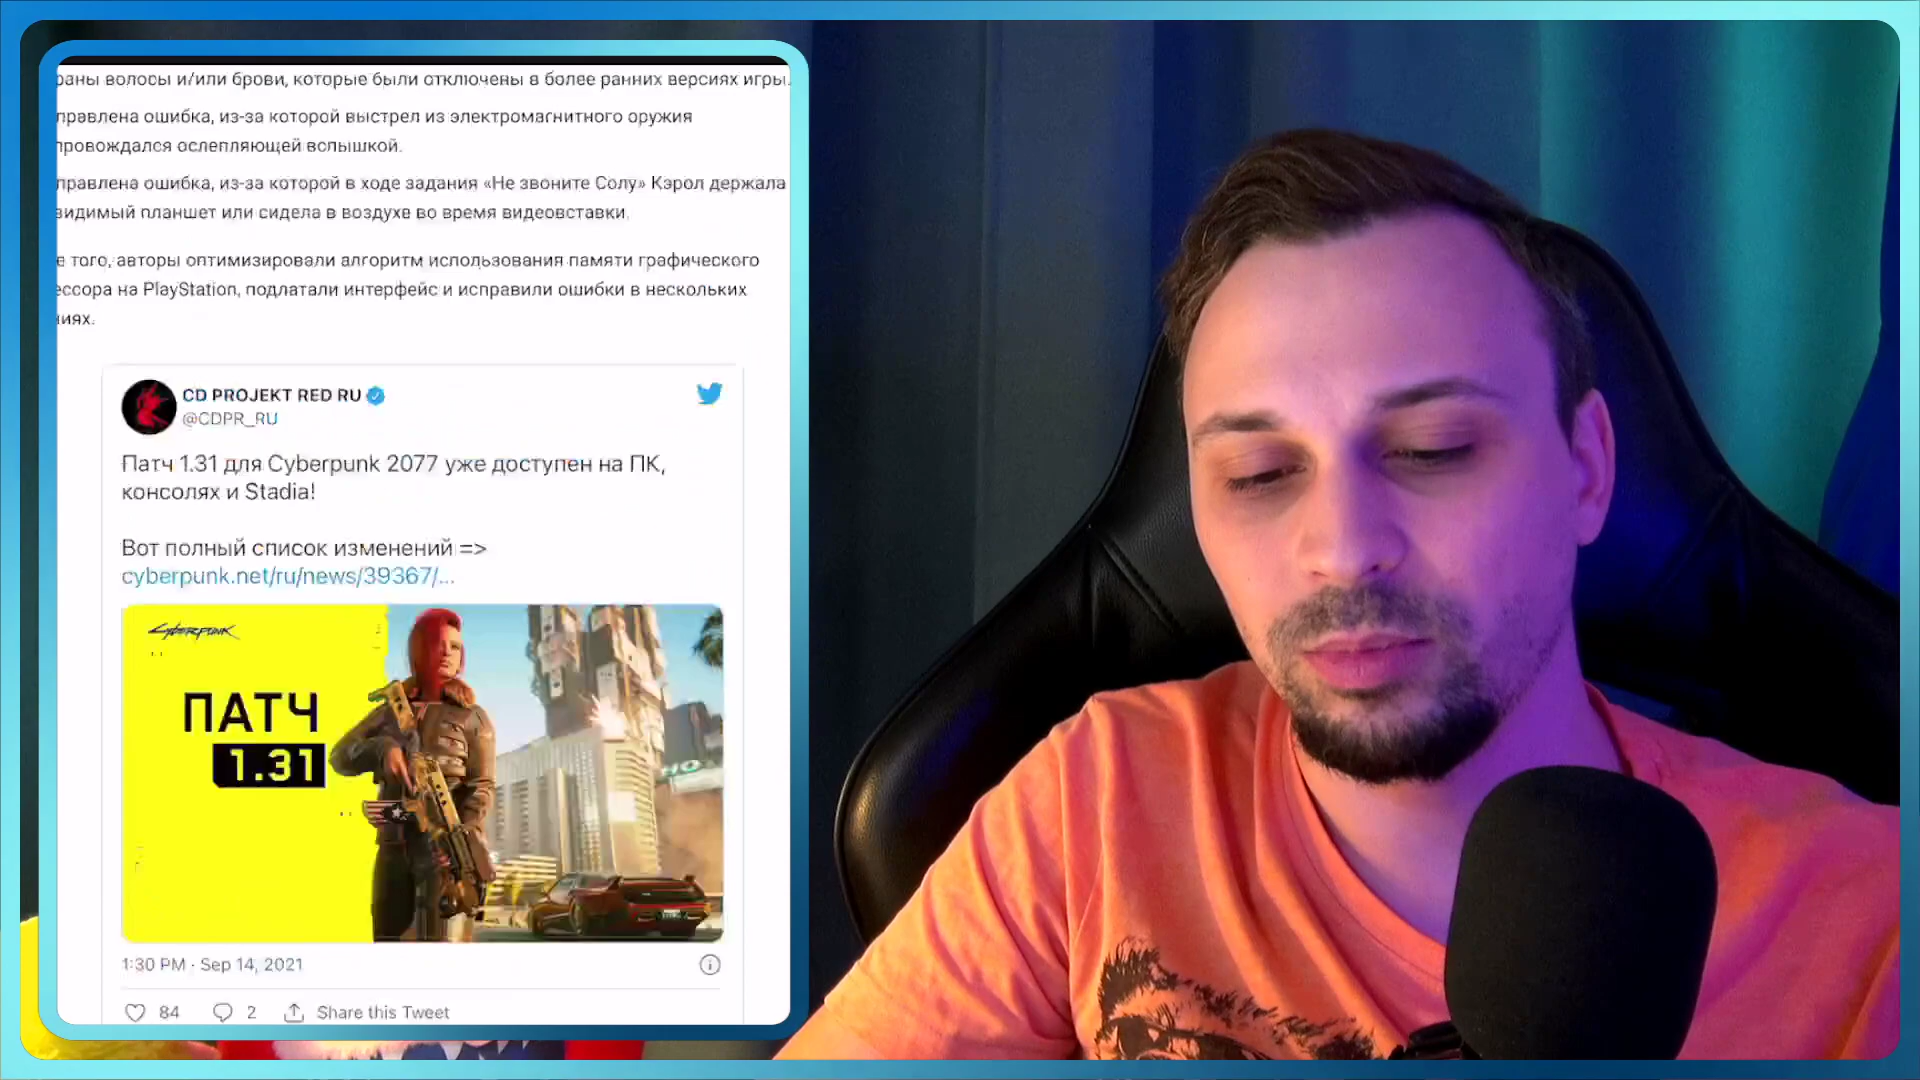 раны волосы и/или брови, которые были отключены в более ранних версиях игры.
правлена ошибка, из-за которой выстрел из электромагнитного оружия
провождался ослепляющей вспышкой.
правлена ошибка, из-за которой в ходе задания «Не звоните Солу» Кэрол держала
видимый планшет или сидела в воздухе во время видеовставки.
е того, авторы оптимизировали алгоритм использования памяти графического
ессора на PlayStation, подлатали интерфейс и исправили ошибки в нескольких
ниях.
CD PROJEKT RED RU
@CDPR_RU
Патч 1.31 для Cyberpunk 2077 уже доступен на ПК,
консолях и Stadia!
Вот полный список изменений =>
cyberpunk.net/ru/news/39367/...
CYBERPUNK
ПАТЧ
1.31
1:30 PM · Sep 14, 2021
84 2 Share this Tweet